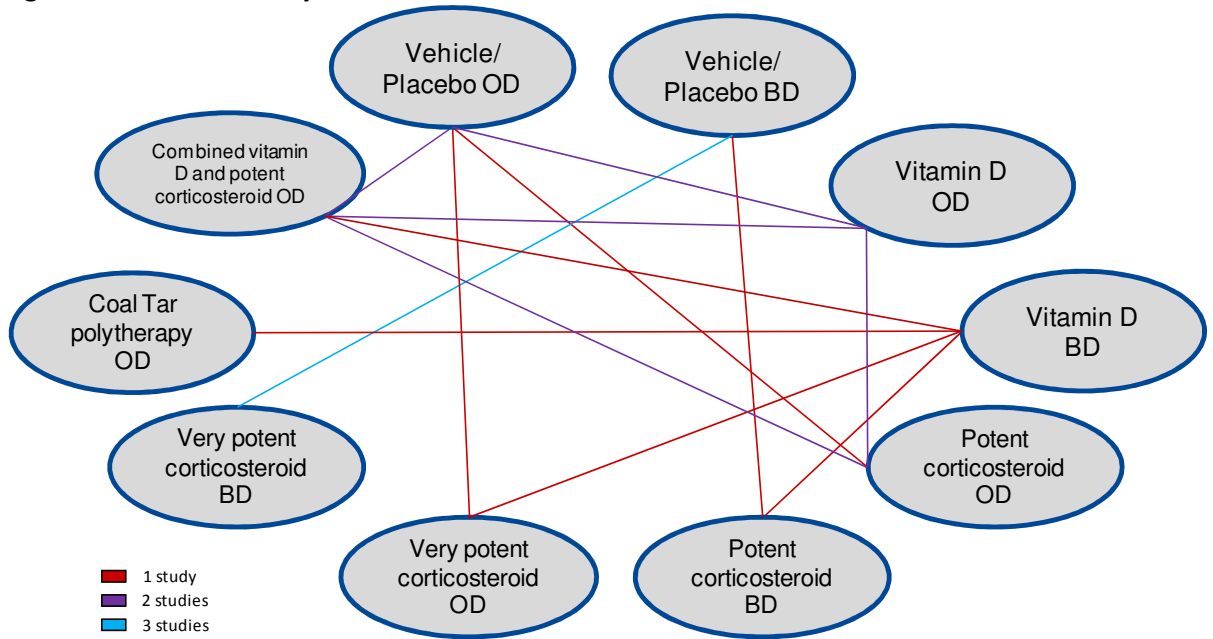 Vehicle/
Placebo OD
Vehicle/
Placebo BD
Combined vitamin
D and potent
corticosteroid OD
Vitamin D
OD
Coal Tar
polytherapy
OD
Vitamin D
BD
Very potent
corticosteroid
BD
Potent
corticosteroid
OD
Very potent
corticosteroid
OD
Potent
corticosteroid
BD
1 study
2 studies
3 studies